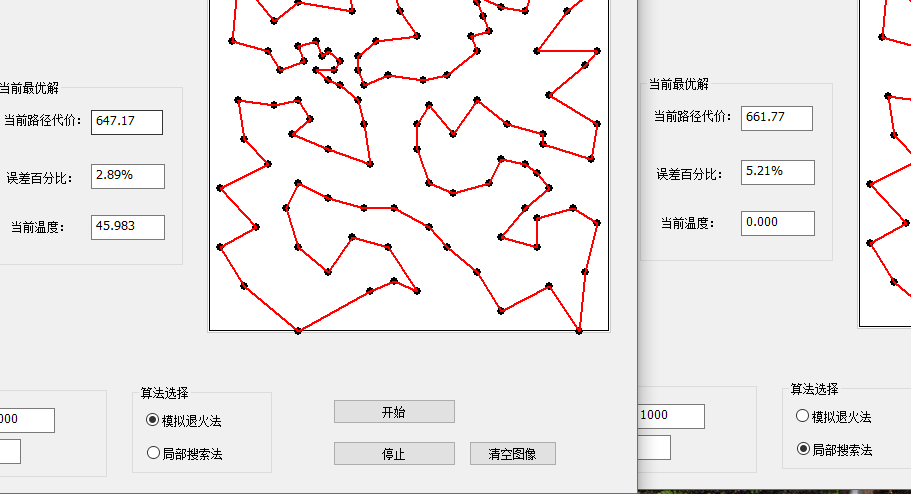 当前最优解
当前路径代价： 647.17
误差百分比： 2.89%
当前温度： 45.983
000
算法选择
模拟退火法
局部搜索法
开始
停止
清空图像
当前最优解
当前路径代价： 661.77
误差百分比： 5.21%
当前温度： 0.000
1000
算法选择
模拟退火法
局部搜索法